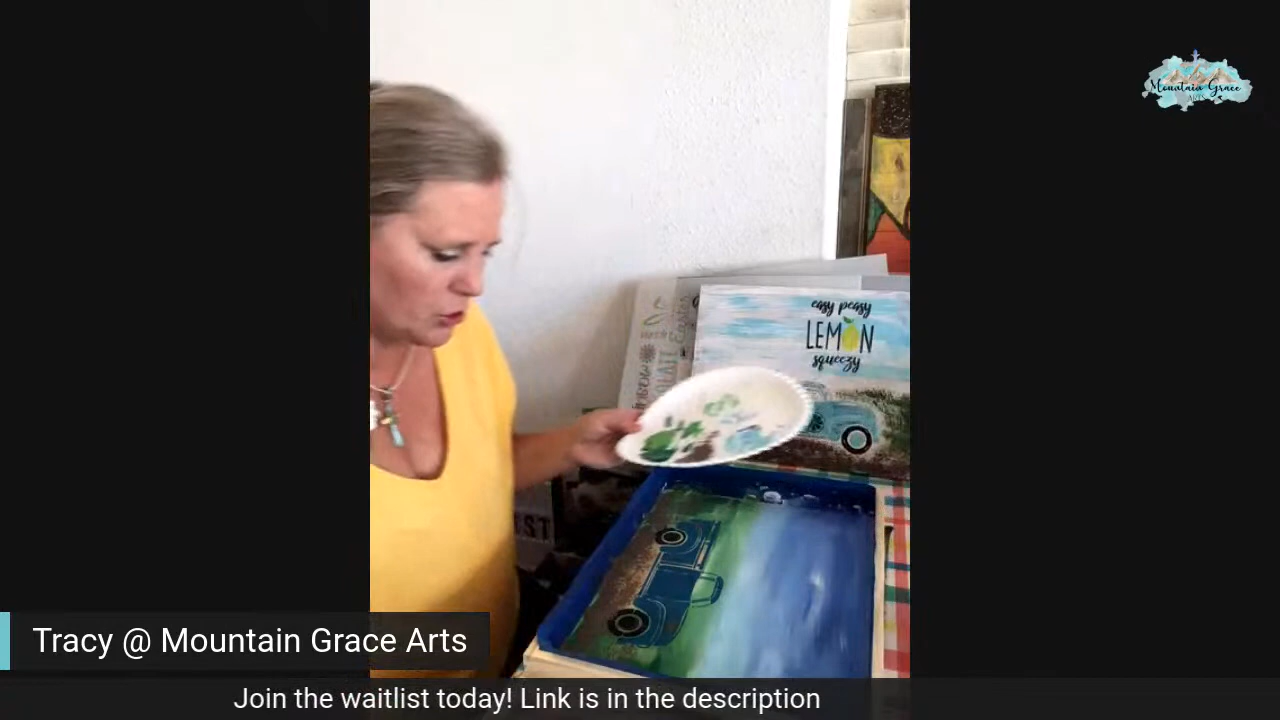 Mountain Grace
ARTS
easy peasy
LEMON
squeezy
Tracy @ Mountain Grace Arts
Join the waitlist today! Link is in the description